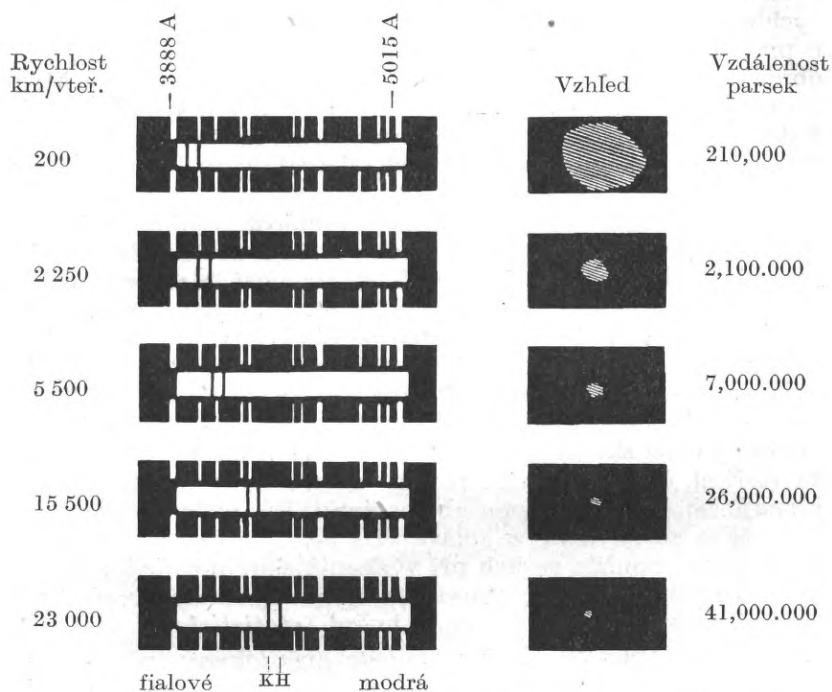 3888 A
5015 A
Rychlost
km/vteř.
Vzhled
Vzdálenost
parsek
200
210,000
2 250
2,100.000
5 500
7,000.000
15 500
26,000.000
23 000
41,000.000
fialové KH modrá